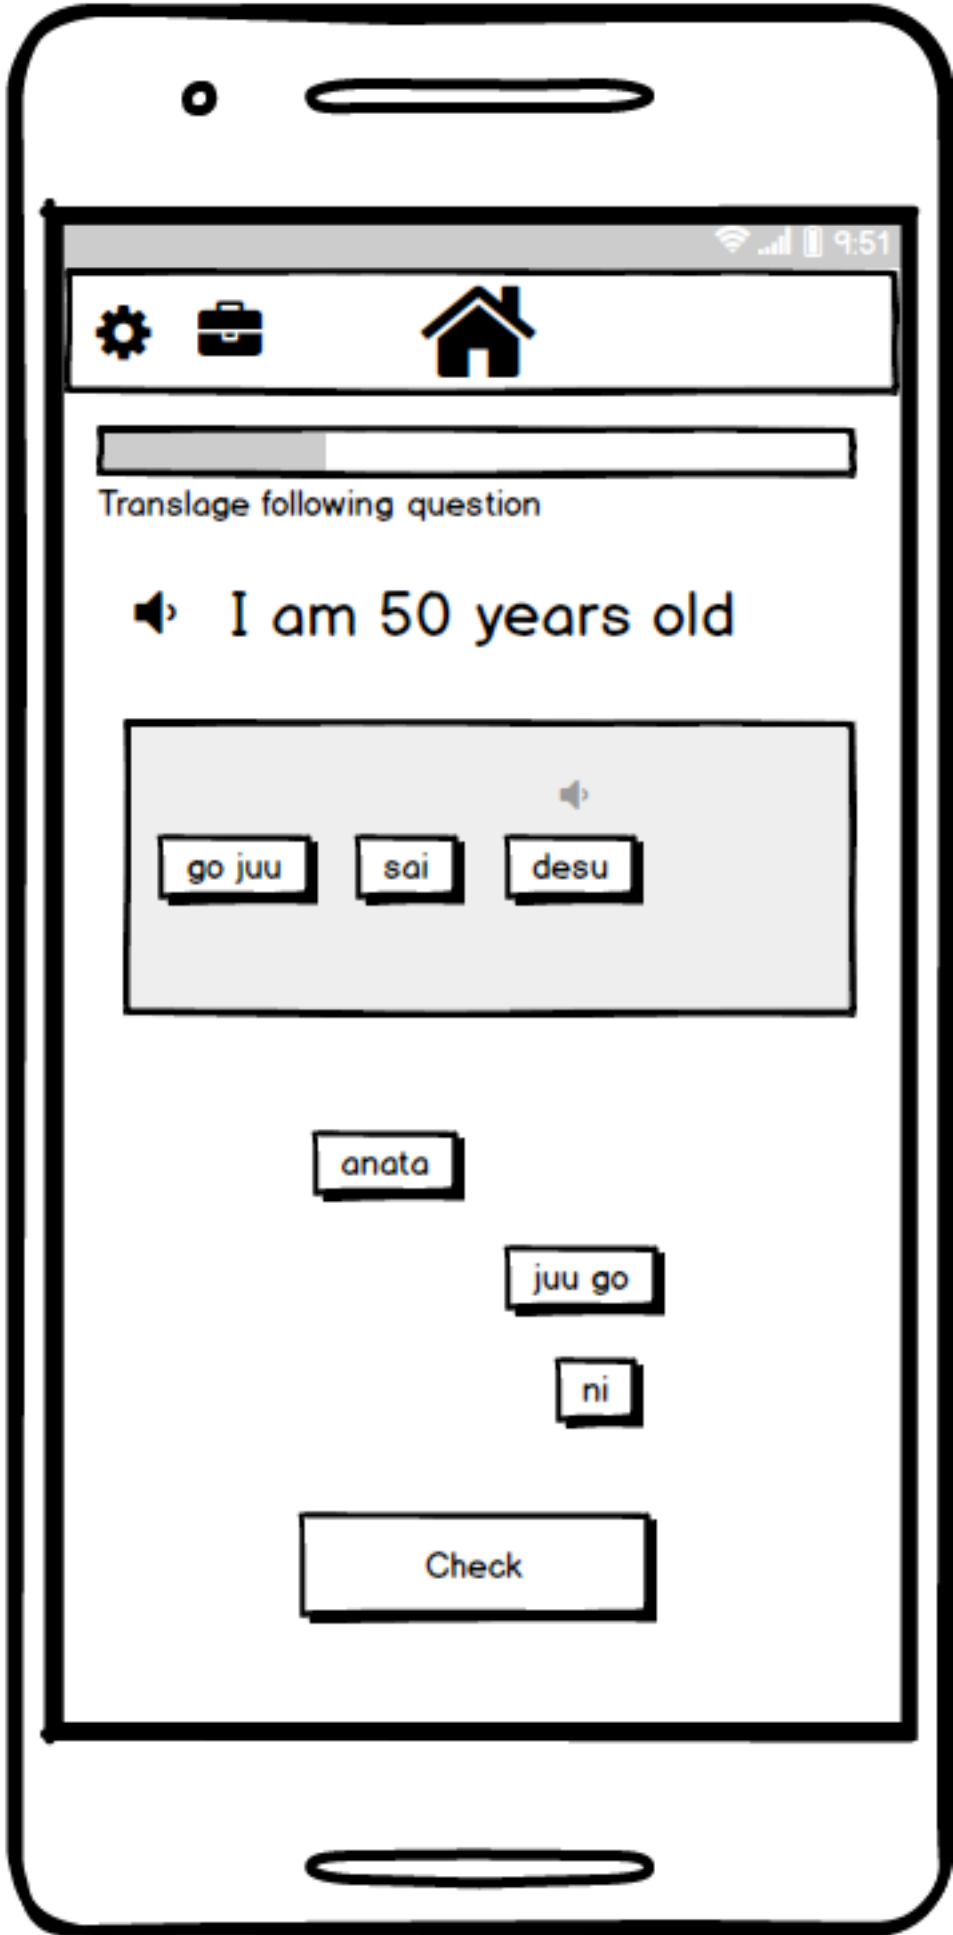 9:51
Translage following question
I am 50 years old
go juu sai desu
anata
juu go
ni
Check